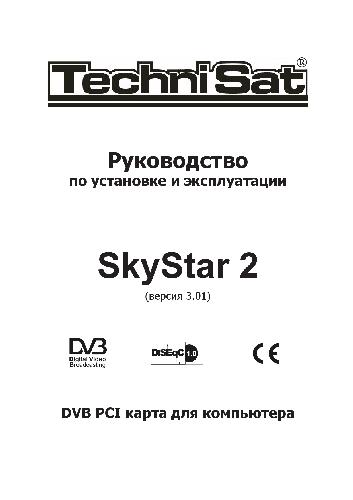 TechniSat®
Руководство
по установке и эксплуатации
SkyStar 2
(версия 3.01)
DVB
Digital Video
Broadcasting
DiSEqC 1.0
CE
DVB PCI карта для компьютера